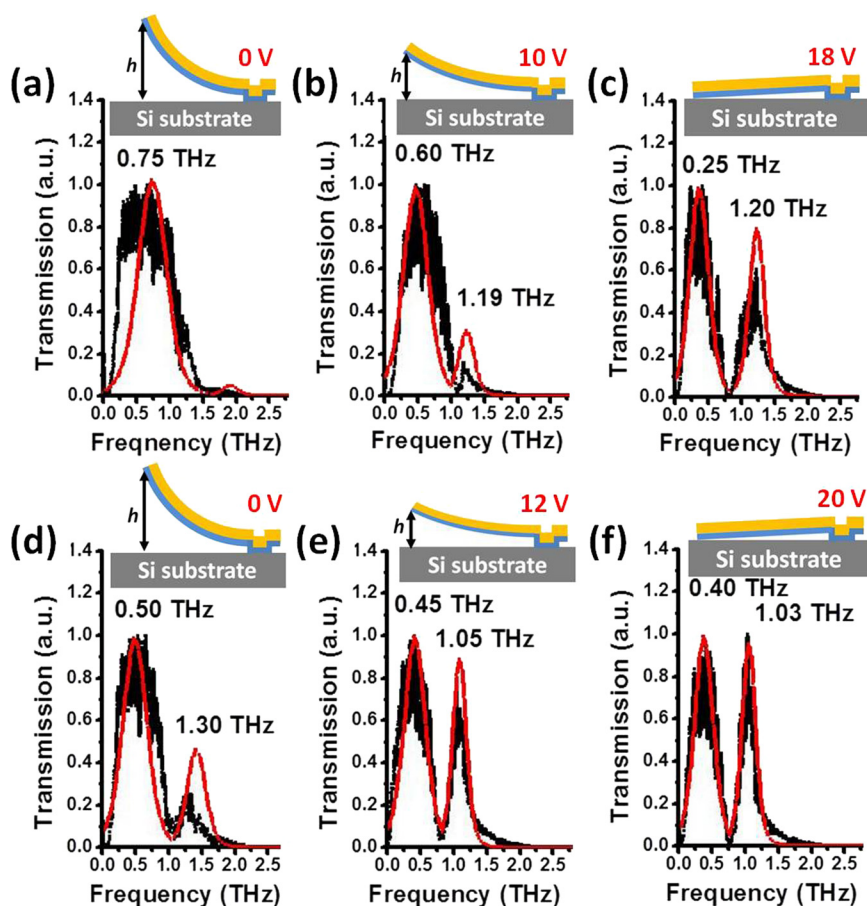 (a)
0 V
h
Si substrate
0.75 THz
Transmission (a.u.)
1.4
1.2
1.0
0.8
0.6
0.4
0.2
0.0
0.0 0.5 1.0 1.5 2.0 2.5
Freqnency (THz)
(b)
10 V
h
Si substrate
0.60 THz
1.19 THz
Transmission (a.u.)
1.4
1.2
1.0
0.8
0.6
0.4
0.2
0.0
0.0 0.5 1.0 1.5 2.0 2.5
Frequency (THz)
(c)
18 V
Si substrate
0.25 THz
1.20 THz
Transmission (a.u.)
1.4
1.2
1.0
0.8
0.6
0.4
0.2
0.0
0.0 0.5 1.0 1.5 2.0 2.5
Frequency (THz)
(d)
0 V
h
Si substrate
0.50 THz
1.30 THz
Transmission (a.u.)
1.4
1.2
1.0
0.8
0.6
0.4
0.2
0.0
0.0 0.5 1.0 1.5 2.0 2.5
Frequency (THz)
(e)
12 V
h
Si substrate
0.45 THz
1.05 THz
Transmission (a.u.)
1.4
1.2
1.0
0.8
0.6
0.4
0.2
0.0
0.0 0.5 1.0 1.5 2.0 2.5
Frequency (THz)
(f)
20 V
Si substrate
0.40 THz
1.03 THz
Transmission (a.u.)
1.4
1.2
1.0
0.8
0.6
0.4
0.2
0.0
0.0 0.5 1.0 1.5 2.0 2.5
Frequency (THz)